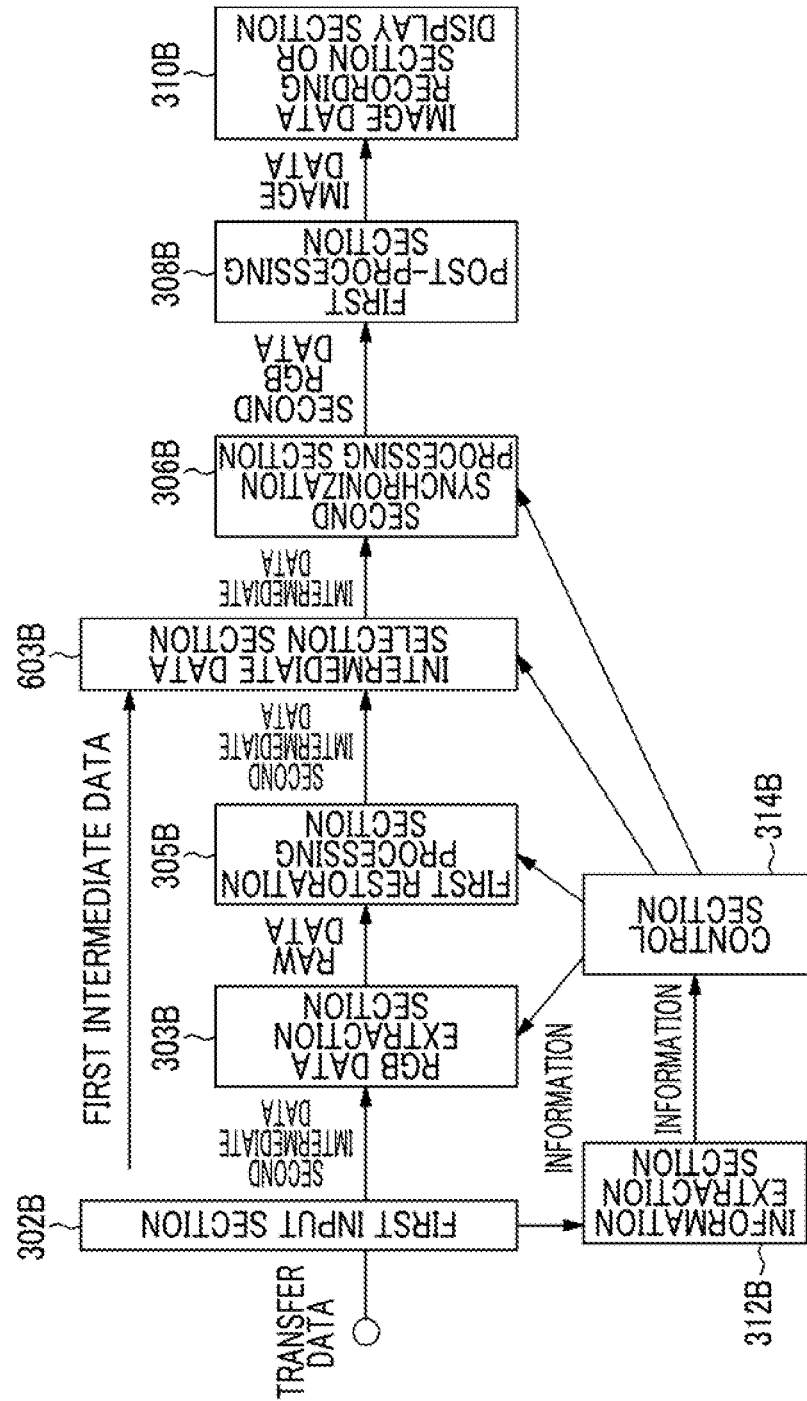 TRANSFER
DATA
302B
FIRST INPUT SECTION
FIRST INTERMEDIATE DATA
SECOND
IMTERMEDIATE
DATA
303B
RGB DATA
EXTRACTION
SECTION
RAW
DATA
305B
FIRST RESTORATION
PROCESSING
SECTION
SECOND
IMTERMEDIATE
DATA
603B
INTERMEDIATE DATA
SELECTION SECTION
IMTERMEDIATE
DATA
306B
SECOND
SYNCHRONIZATION
PROCESSING SECTION
SECOND
RGB
DATA
308B
FIRST
POST-PROCESSING
SECTION
IMAGE
DATA
310B
IMAGE DATA
RECORDING
SECTION OR
DISPLAY SECTION
INFORMATION
312B
INFORMATION
EXTRACTION
SECTION
INFORMATION
314B
CONTROL
SECTION